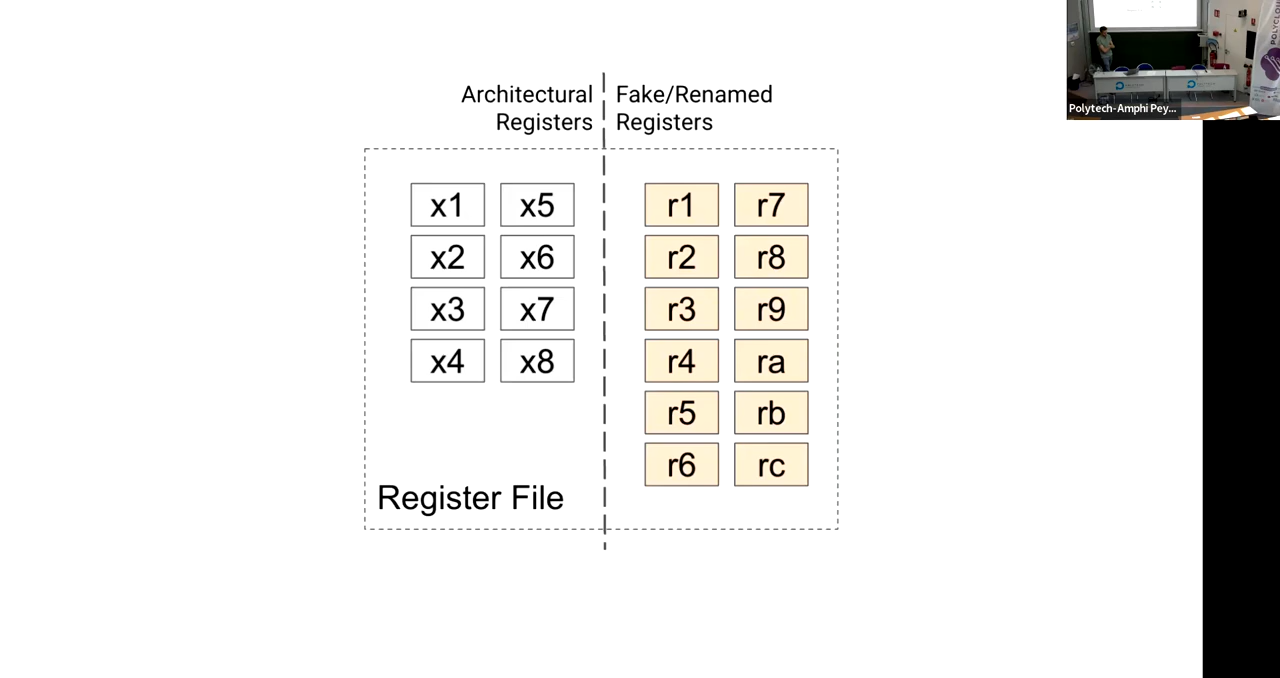 Architectural
Registers
Fake/Renamed
Registers
x1 x5
x2 x6
x3 x7
x4 x8
r1 r7
r2 r8
r3 r9
r4 ra
r5 rb
r6 rc
Register File
Polytech-Amphi Pey...